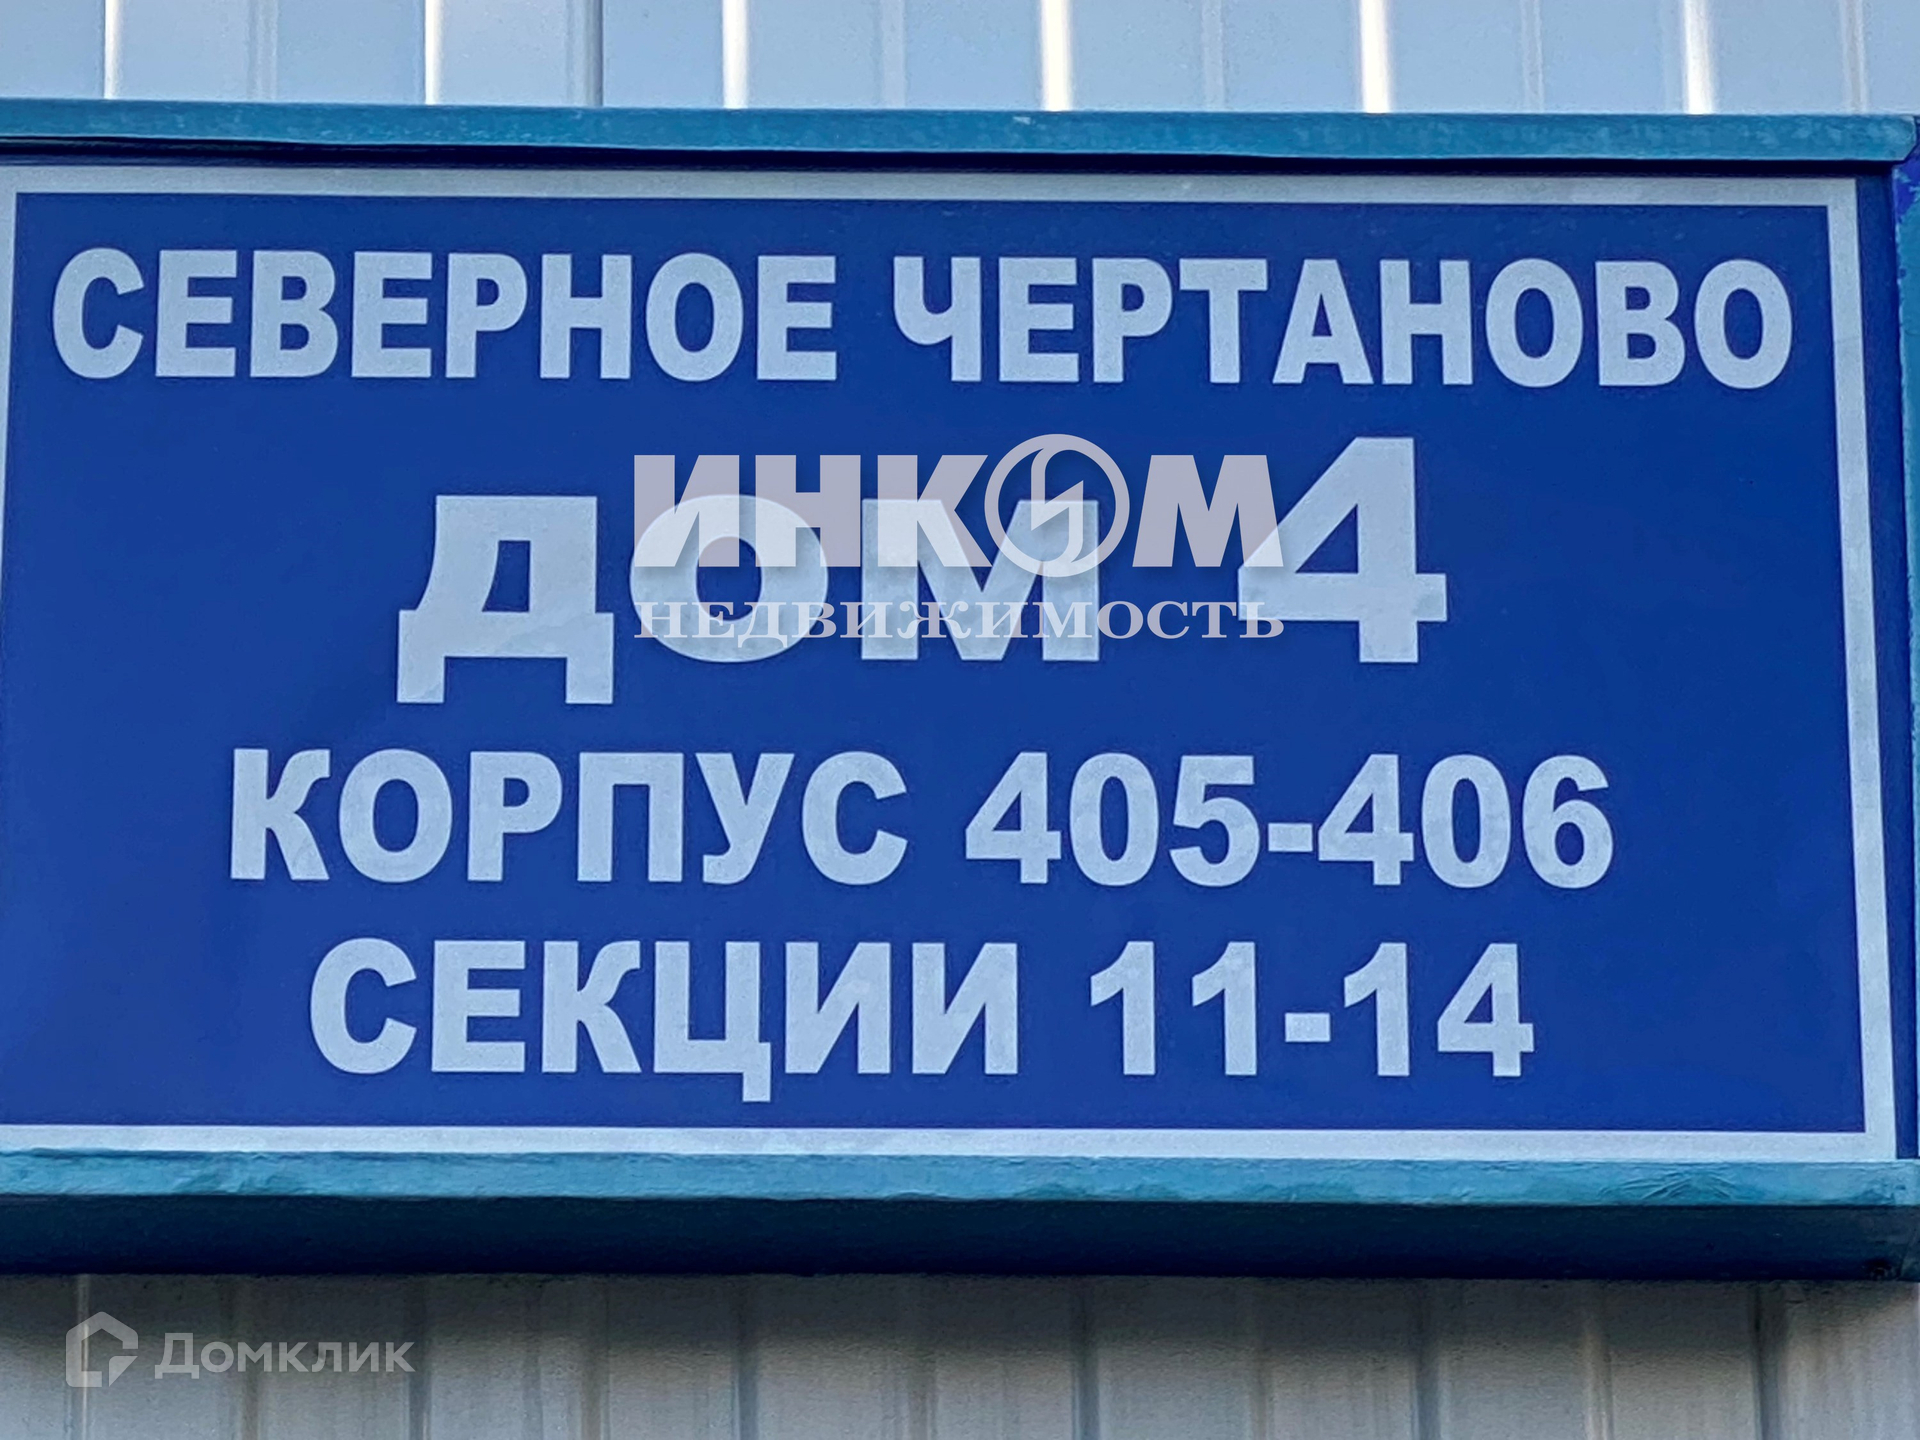 СЕВЕРНОЕ ЧЕРТАНОВО
ИНКОМ
дом 4
НЕДВИЖИМОСТЬ
КОРПУС 405-406
СЕКЦИИ 11-14
Домклик